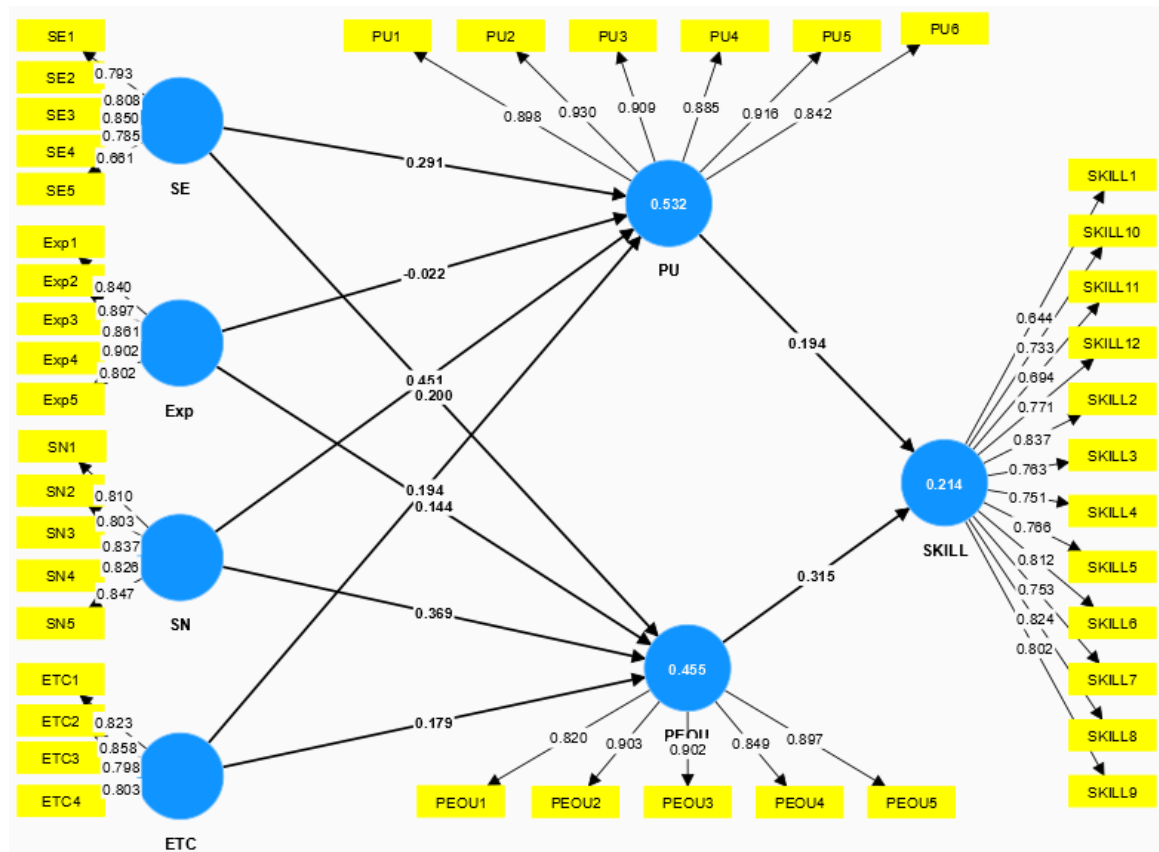 SE1
SE2
SE3
SE4
SE5
0.793
0.808
0.850
0.785
0.661
SE
Exp1
Exp2
Exp3
Exp4
Exp5
0.840
0.897
0.861
0.902
0.802
Exp
SN1
SN2
SN3
SN4
SN5
0.810
0.803
0.837
0.826
0.847
SN
ETC1
ETC2
ETC3
ETC4
0.823
0.858
0.798
0.803
ETC
PU1
PU2
PU3
PU4
PU5
PU6
0.898
0.930
0.909
0.885
0.916
0.842
0.532
PU
0.291
-0.022
0.451
0.200
0.194
0.144
0.369
0.179
0.194
0.315
0.455
PEOU
0.820
0.903
0.902
0.849
0.897
PEOU1
PEOU2
PEOU3
PEOU4
PEOU5
0.214
SKILL
0.644
0.733
0.694
0.771
0.837
0.763
0.751
0.766
0.812
0.753
0.824
0.802
SKILL1
SKILL10
SKILL11
SKILL12
SKILL2
SKILL3
SKILL4
SKILL5
SKILL6
SKILL7
SKILL8
SKILL9